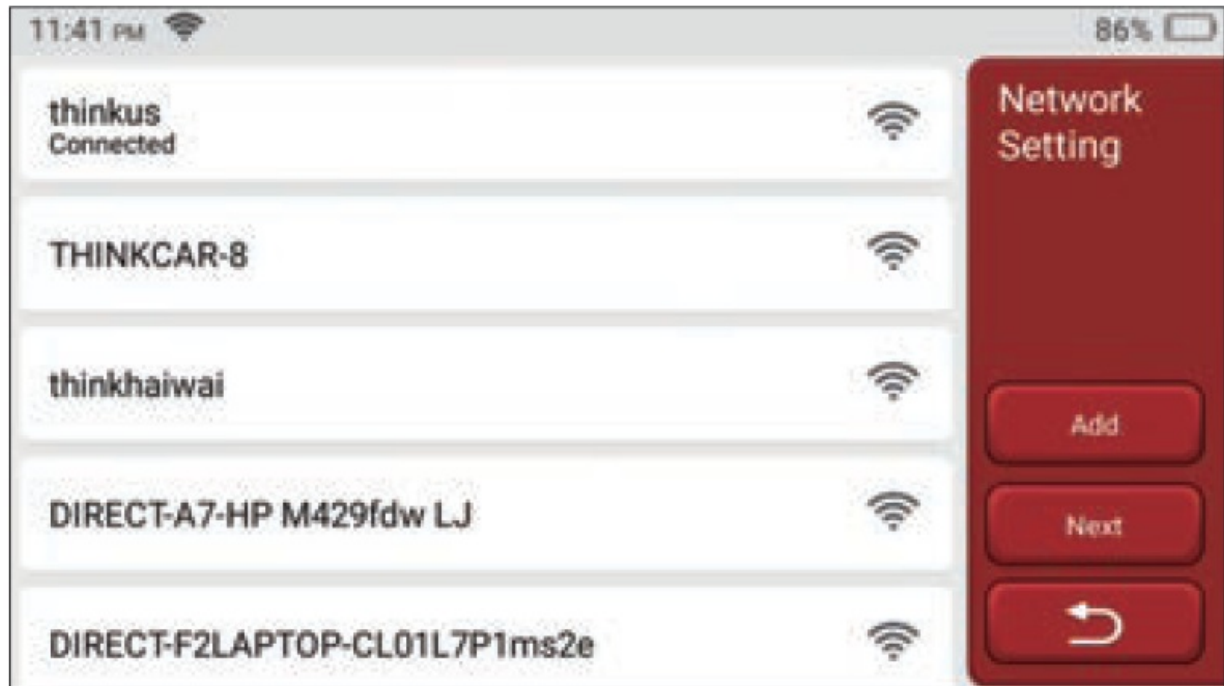 11:41 PM
86%
thinkus
Connected
THINKCAR-8
thinkhaiwai
DIRECT-A7-HP M429fdw LJ
DIRECT-F2LAPTOP-CL01L7P1ms2e
Network
Setting
Add
Next